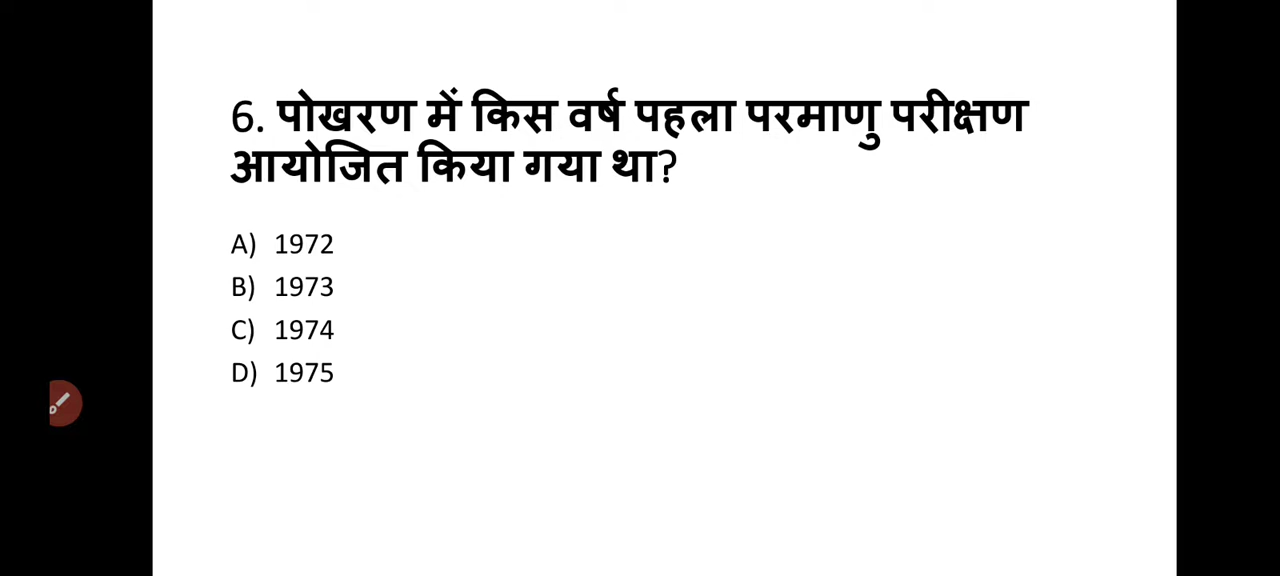 6. पोखरण में किस वर्ष पहला परमाणु परीक्षण
आयोजित किया गया था?
A) 1972
B) 1973
C) 1974
D) 1975